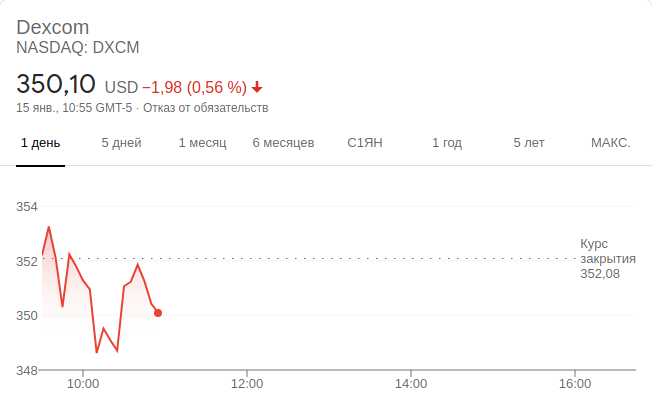 Dexcom
NASDAQ: DXCM
350,10 USD −1,98 (0,56 %)
15 янв., 10:55 GMT-5 · Отказ от обязательств
1 день 5 дней 1 месяц 6 месяцев С1ЯН 1 год 5 лет МАКС.
354
352
350
348
Курс
закрытия
352,08
10:00 12:00 14:00 16:00